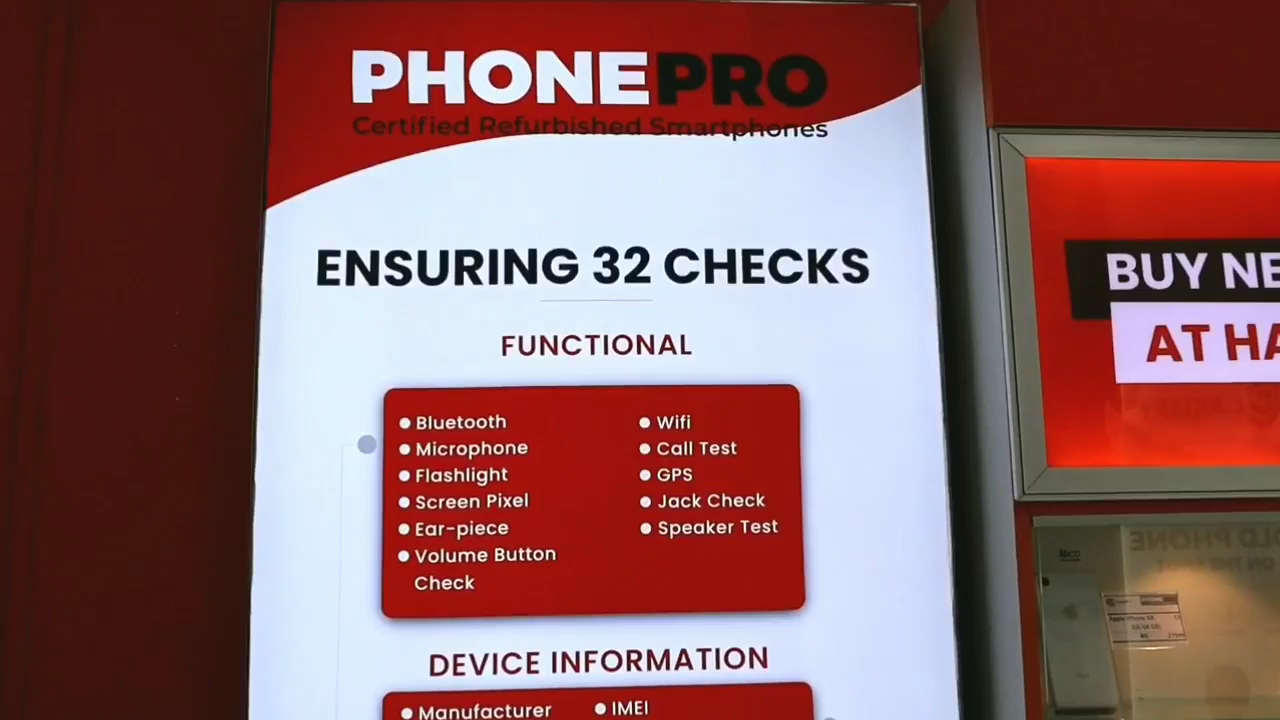 PHONEPRO
Certified Refurbished Smartphones
ENSURING 32 CHECKS
FUNCTIONAL
Bluetooth
Microphone
Flashlight
Screen Pixel
Ear-piece
Volume Button
Check
Wifi
Call Test
GPS
Jack Check
Speaker Test
DEVICE INFORMATION
Manufacturer
IMEI
BUY NE
AT HA